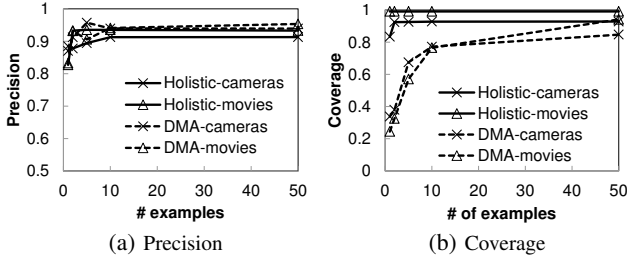 1
0.9
0.8
0.7
0.6
0.5
Precision
Holistic-cameras
Holistic-movies
DMA-cameras
DMA-movies
0 10 20 30 40 50
# examples
(a) Precision
1
0.8
0.6
0.4
0.2
0
Coverage
Holistic-cameras
Holistic-movies
DMA-cameras
DMA-movies
0 10 20 30 40 50
# of examples
(b) Coverage